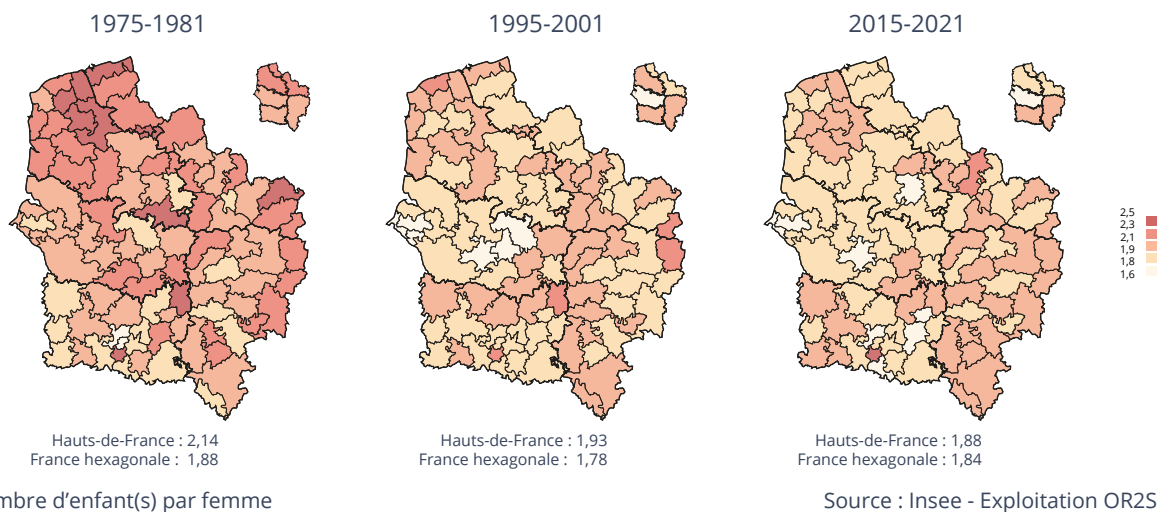 1975-1981
1995-2001
2015-2021
2,5
2,3
2,1
1,9
1,8
1,6
Hauts-de-France : 2,14
France hexagonale : 1,88
Hauts-de-France : 1,93
France hexagonale : 1,78
Hauts-de-France : 1,88
France hexagonale : 1,84
mbre d’enfant(s) par femme
Source : Insee - Exploitation OR2S